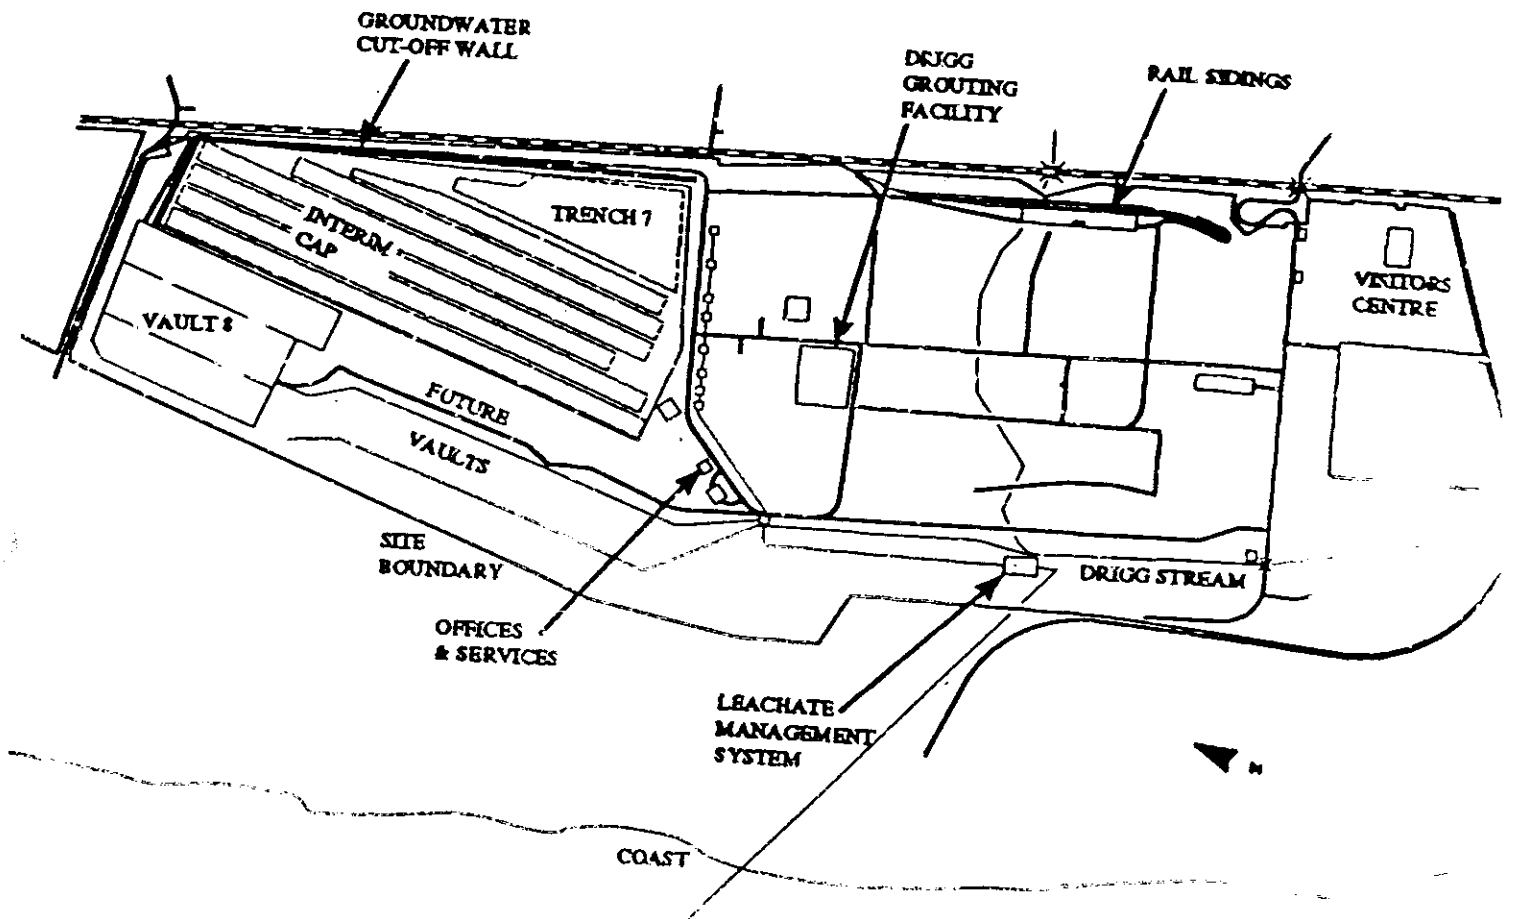 GROUNDWATER
CUT-OFF WALL
DRIGG
GROUTING
FACILITY
RAIL SIDINGS
TRENCH 7
INTERIM
CAP
VISITORS
CENTRE
VAULT 8
FUTURE
VAULTS
SITE
BOUNDARY
DRIGG STREAM
OFFICES
& SERVICES
LEACHATE
MANAGEMENT
SYSTEM
N
COAST